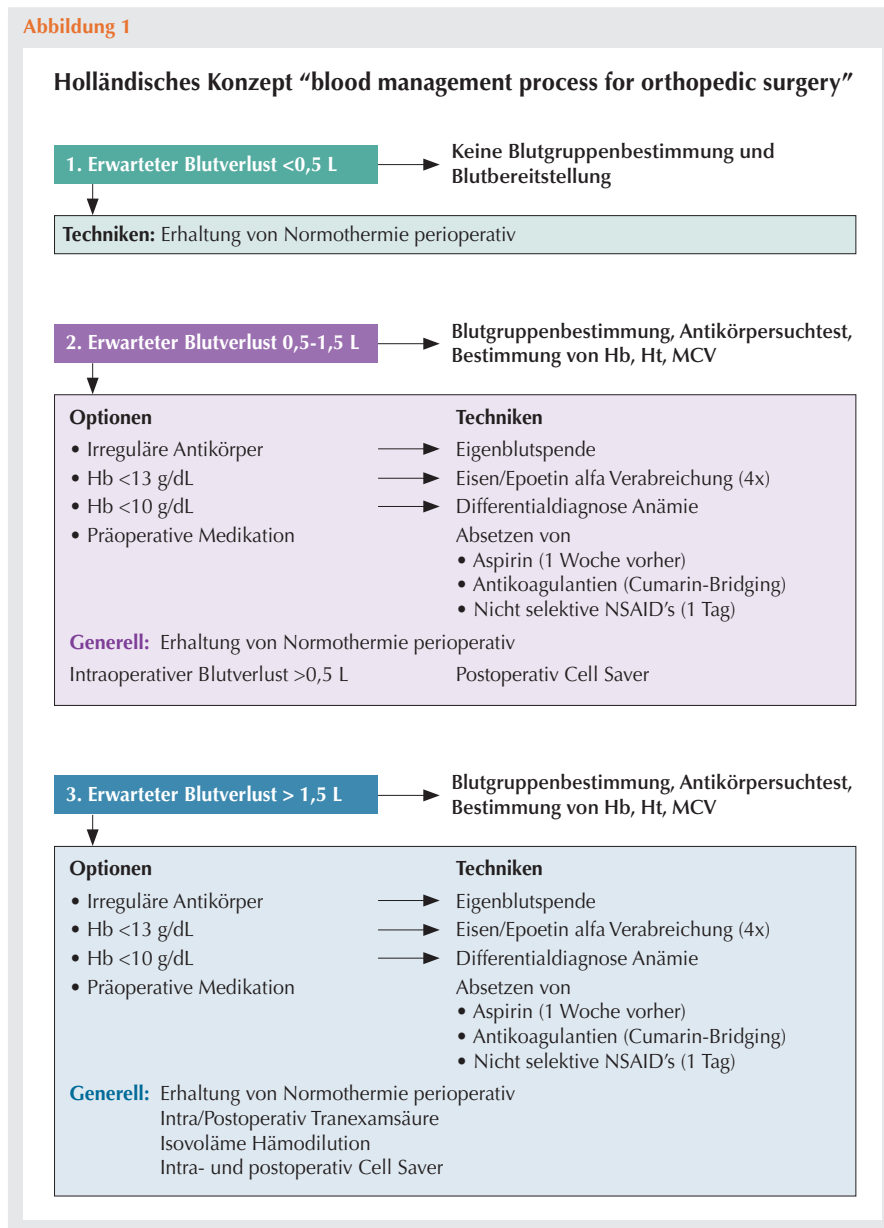 Abbildung 1
Holländisches Konzept “blood management process for orthopedic surgery”
1. Erwarteter Blutverlust <0,5 L
Keine Blutgruppenbestimmung und
Blutbereitstellung
Techniken: Erhaltung von Normothermie perioperativ
2. Erwarteter Blutverlust 0,5-1,5 L
Blutgruppenbestimmung, Antikörpersuchtest,
Bestimmung von Hb, Ht, MCV
Optionen Techniken
• Irreguläre Antikörper Eigenblutspende
• Hb <13 g/dL Eisen/Epoetin alfa Verabreichung (4x)
• Hb <10 g/dL Differentialdiagnose Anämie
• Präoperative Medikation Absetzen von
• Aspirin (1 Woche vorher)
• Antikoagulantien (Cumarin-Bridging)
• Nicht selektive NSAID’s (1 Tag)
Generell: Erhaltung von Normothermie perioperativ
Intraoperativer Blutverlust >0,5 L Postoperativ Cell Saver
3. Erwarteter Blutverlust > 1,5 L
Blutgruppenbestimmung, Antikörpersuchtest,
Bestimmung von Hb, Ht, MCV
Optionen Techniken
• Irreguläre Antikörper Eigenblutspende
• Hb <13 g/dL Eisen/Epoetin alfa Verabreichung (4x)
• Hb <10 g/dL Differentialdiagnose Anämie
• Präoperative Medikation Absetzen von
• Aspirin (1 Woche vorher)
• Antikoagulantien (Cumarin-Bridging)
• Nicht selektive NSAID’s (1 Tag)
Generell: Erhaltung von Normothermie perioperativ
Intra/Postoperativ Tranexamsäure
Isovoläme Hämodilution
Intra- und postoperativ Cell Saver